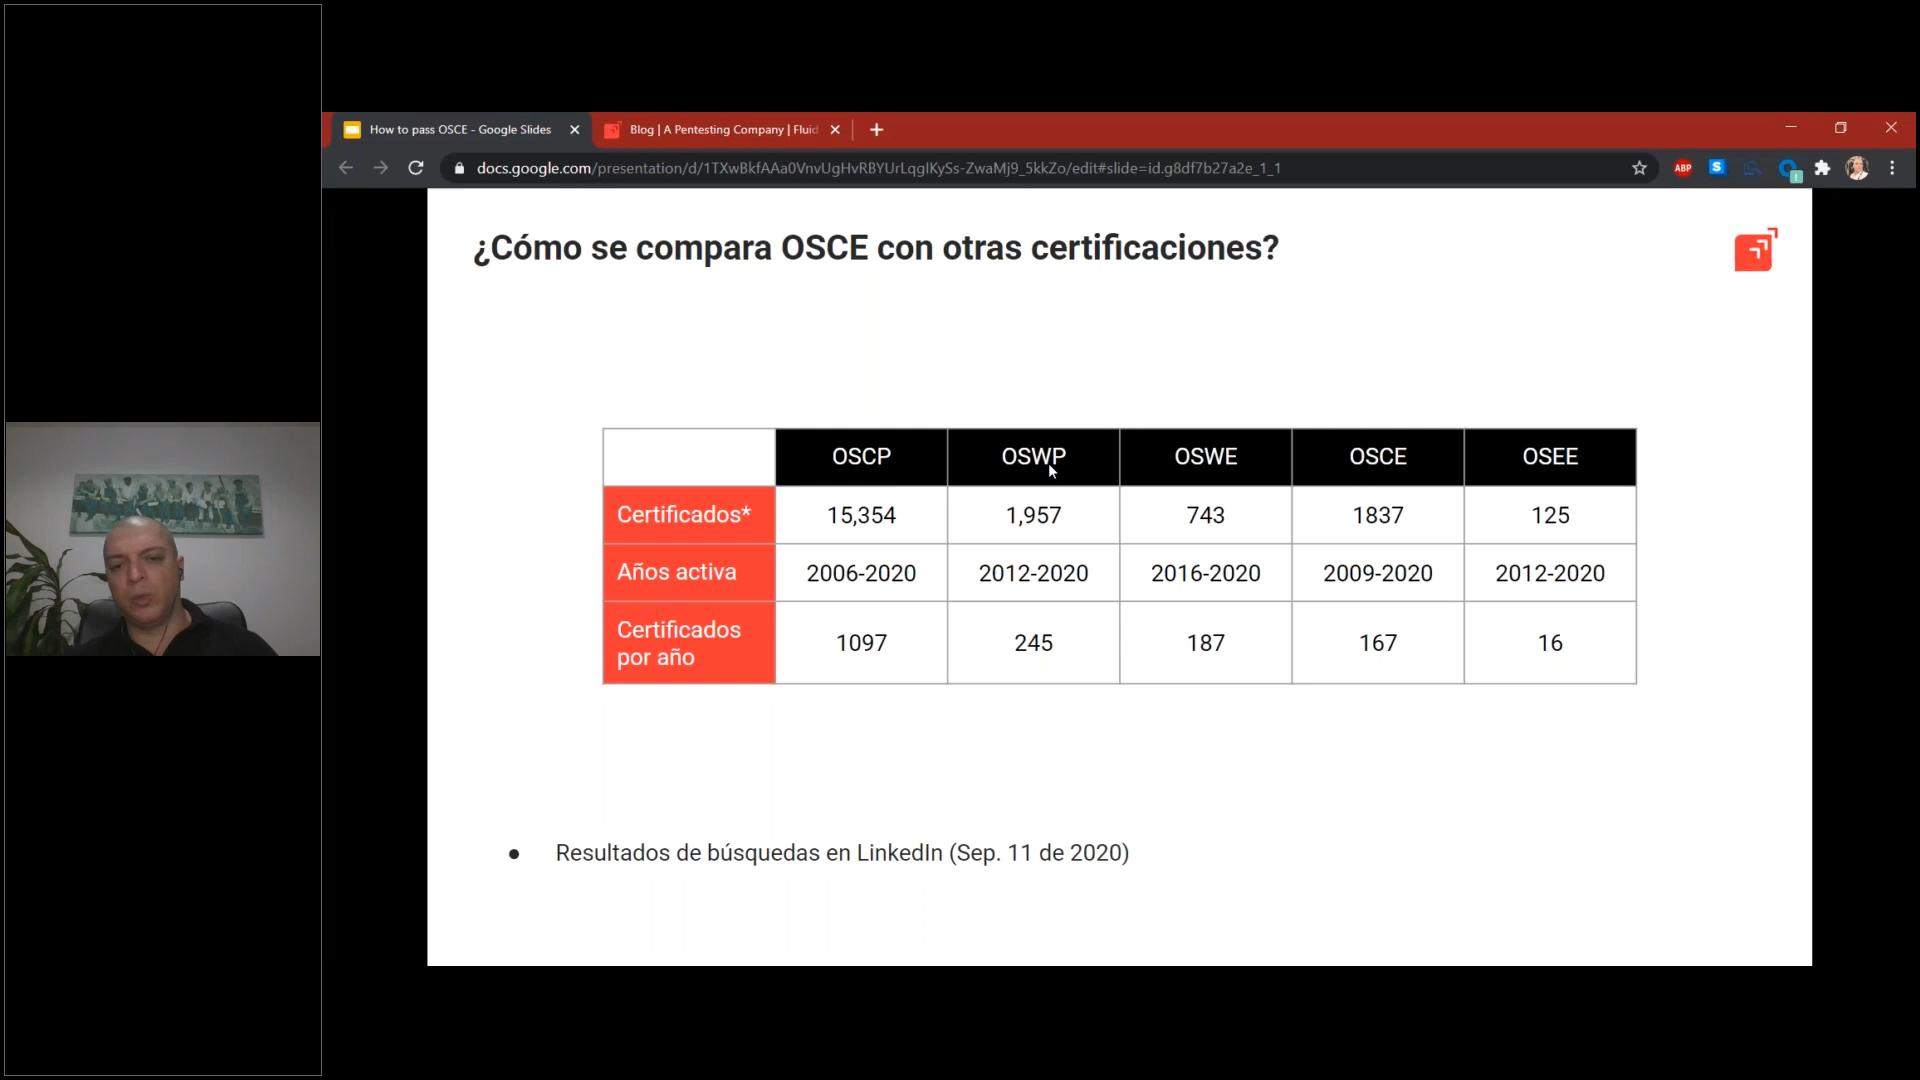 How to pass OSCE - Google Slides
Blog | A Pentesting Company | Fluid
docs.google.com/presentation/d/1TXwBkfAAa0VnvUgHvRBYUrLqgIKySs-ZwaMj9_5kkZo/edit#slide=id.g8df7b27a2e_1_1
ABP
S
¿Cómo se compara OSCE con otras certificaciones?
OSCP OSWP OSWE OSCE OSEE
Certificados* 15,354 1,957 743 1837 125
Años activa 2006-2020 2012-2020 2016-2020 2009-2020 2012-2020
Certificados
por año 1097 245 187 167 16
● Resultados de búsquedas en LinkedIn (Sep. 11 de 2020)